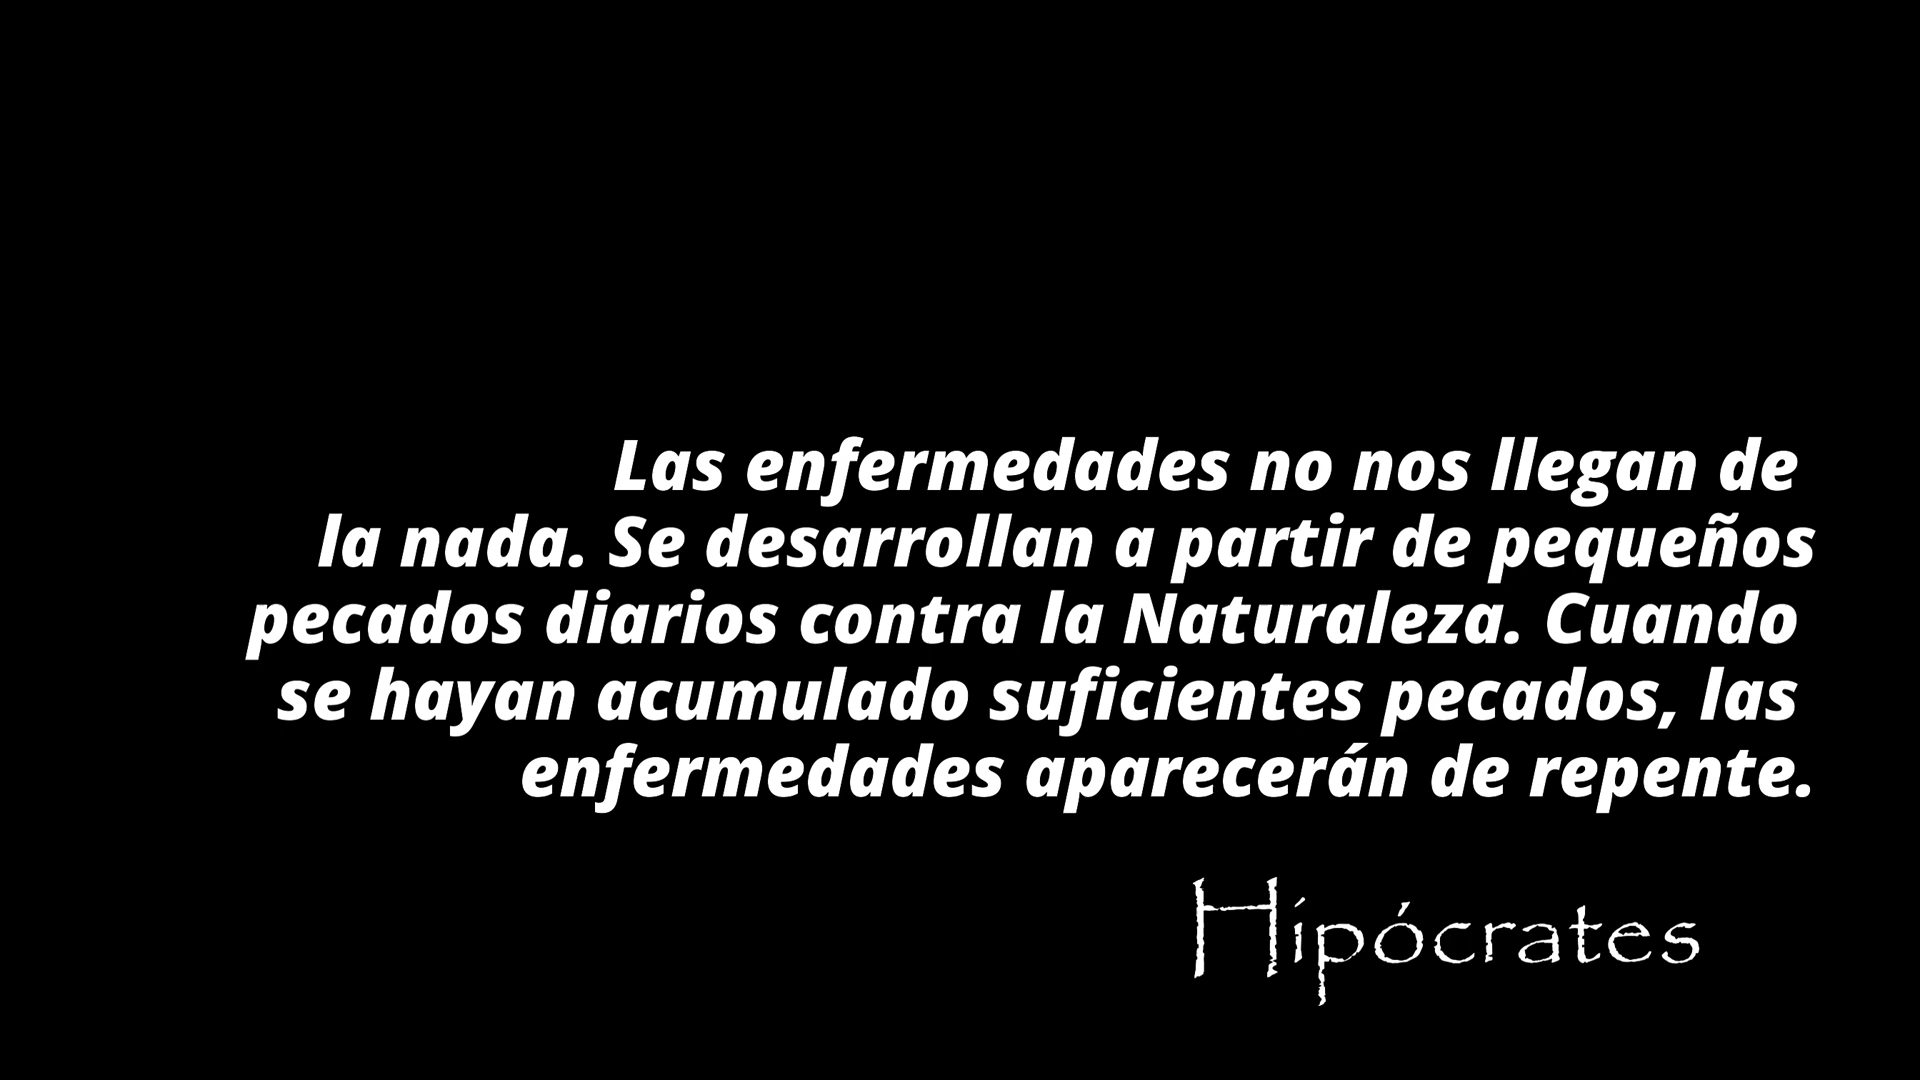 Las enfermedades no nos llegan de
la nada. Se desarrollan a partir de pequeños
pecados diarios contra la Naturaleza. Cuando
se hayan acumulado suficientes pecados, las
enfermedades aparecerán de repente.
Hipócrates